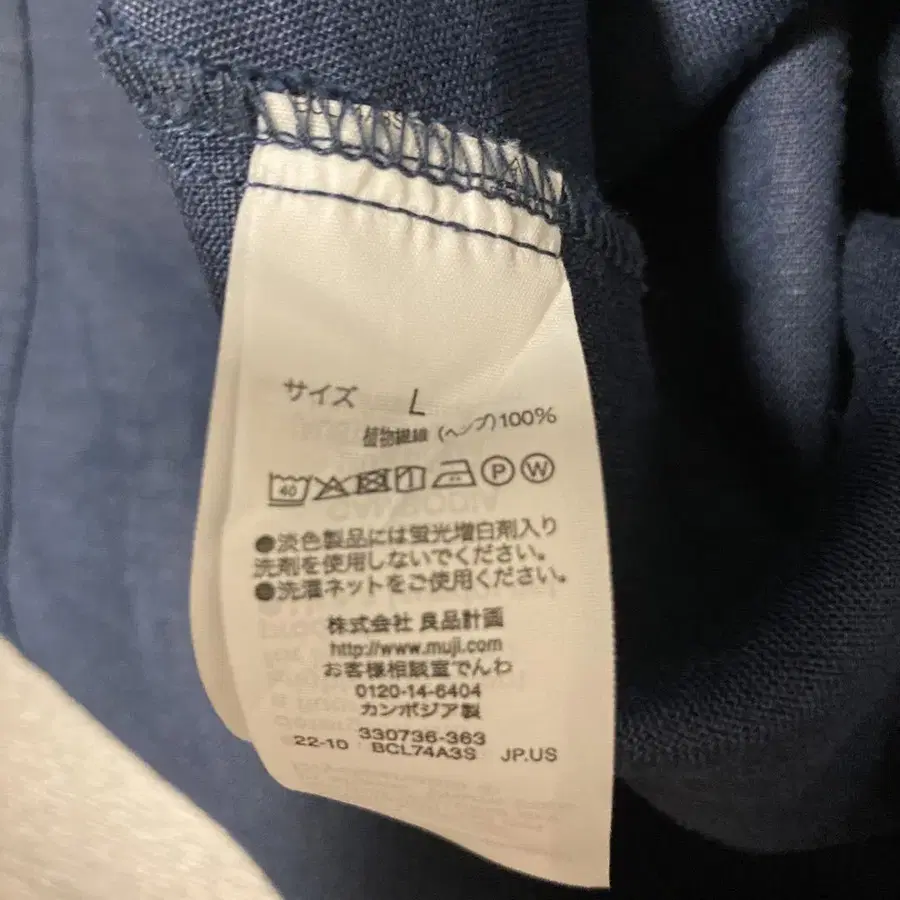 サイズ L
植物繊維 (ヘンプ)100%
40 P W
●淡色製品には蛍光増白剤入り
洗剤を使用しないでください。
●洗濯ネットをご使用ください。
株式会社 良品計画
http://www.muji.com
お客様相談室でんわ
0120-14-6404
カンボジア製
330736-363
22-10 BCL74A3S JP.US